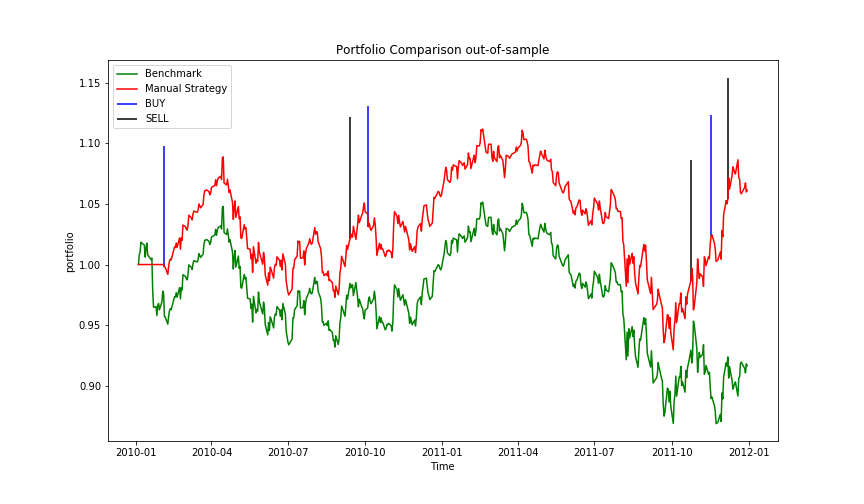 Portfolio Comparison out-of-sample
Benchmark
Manual Strategy
BUY
SELL
portfolio
1.15
1.10
1.05
1.00
0.95
0.90
2010-01 2010-04 2010-07 2010-10 2011-01 2011-04 2011-07 2011-10 2012-01
Time